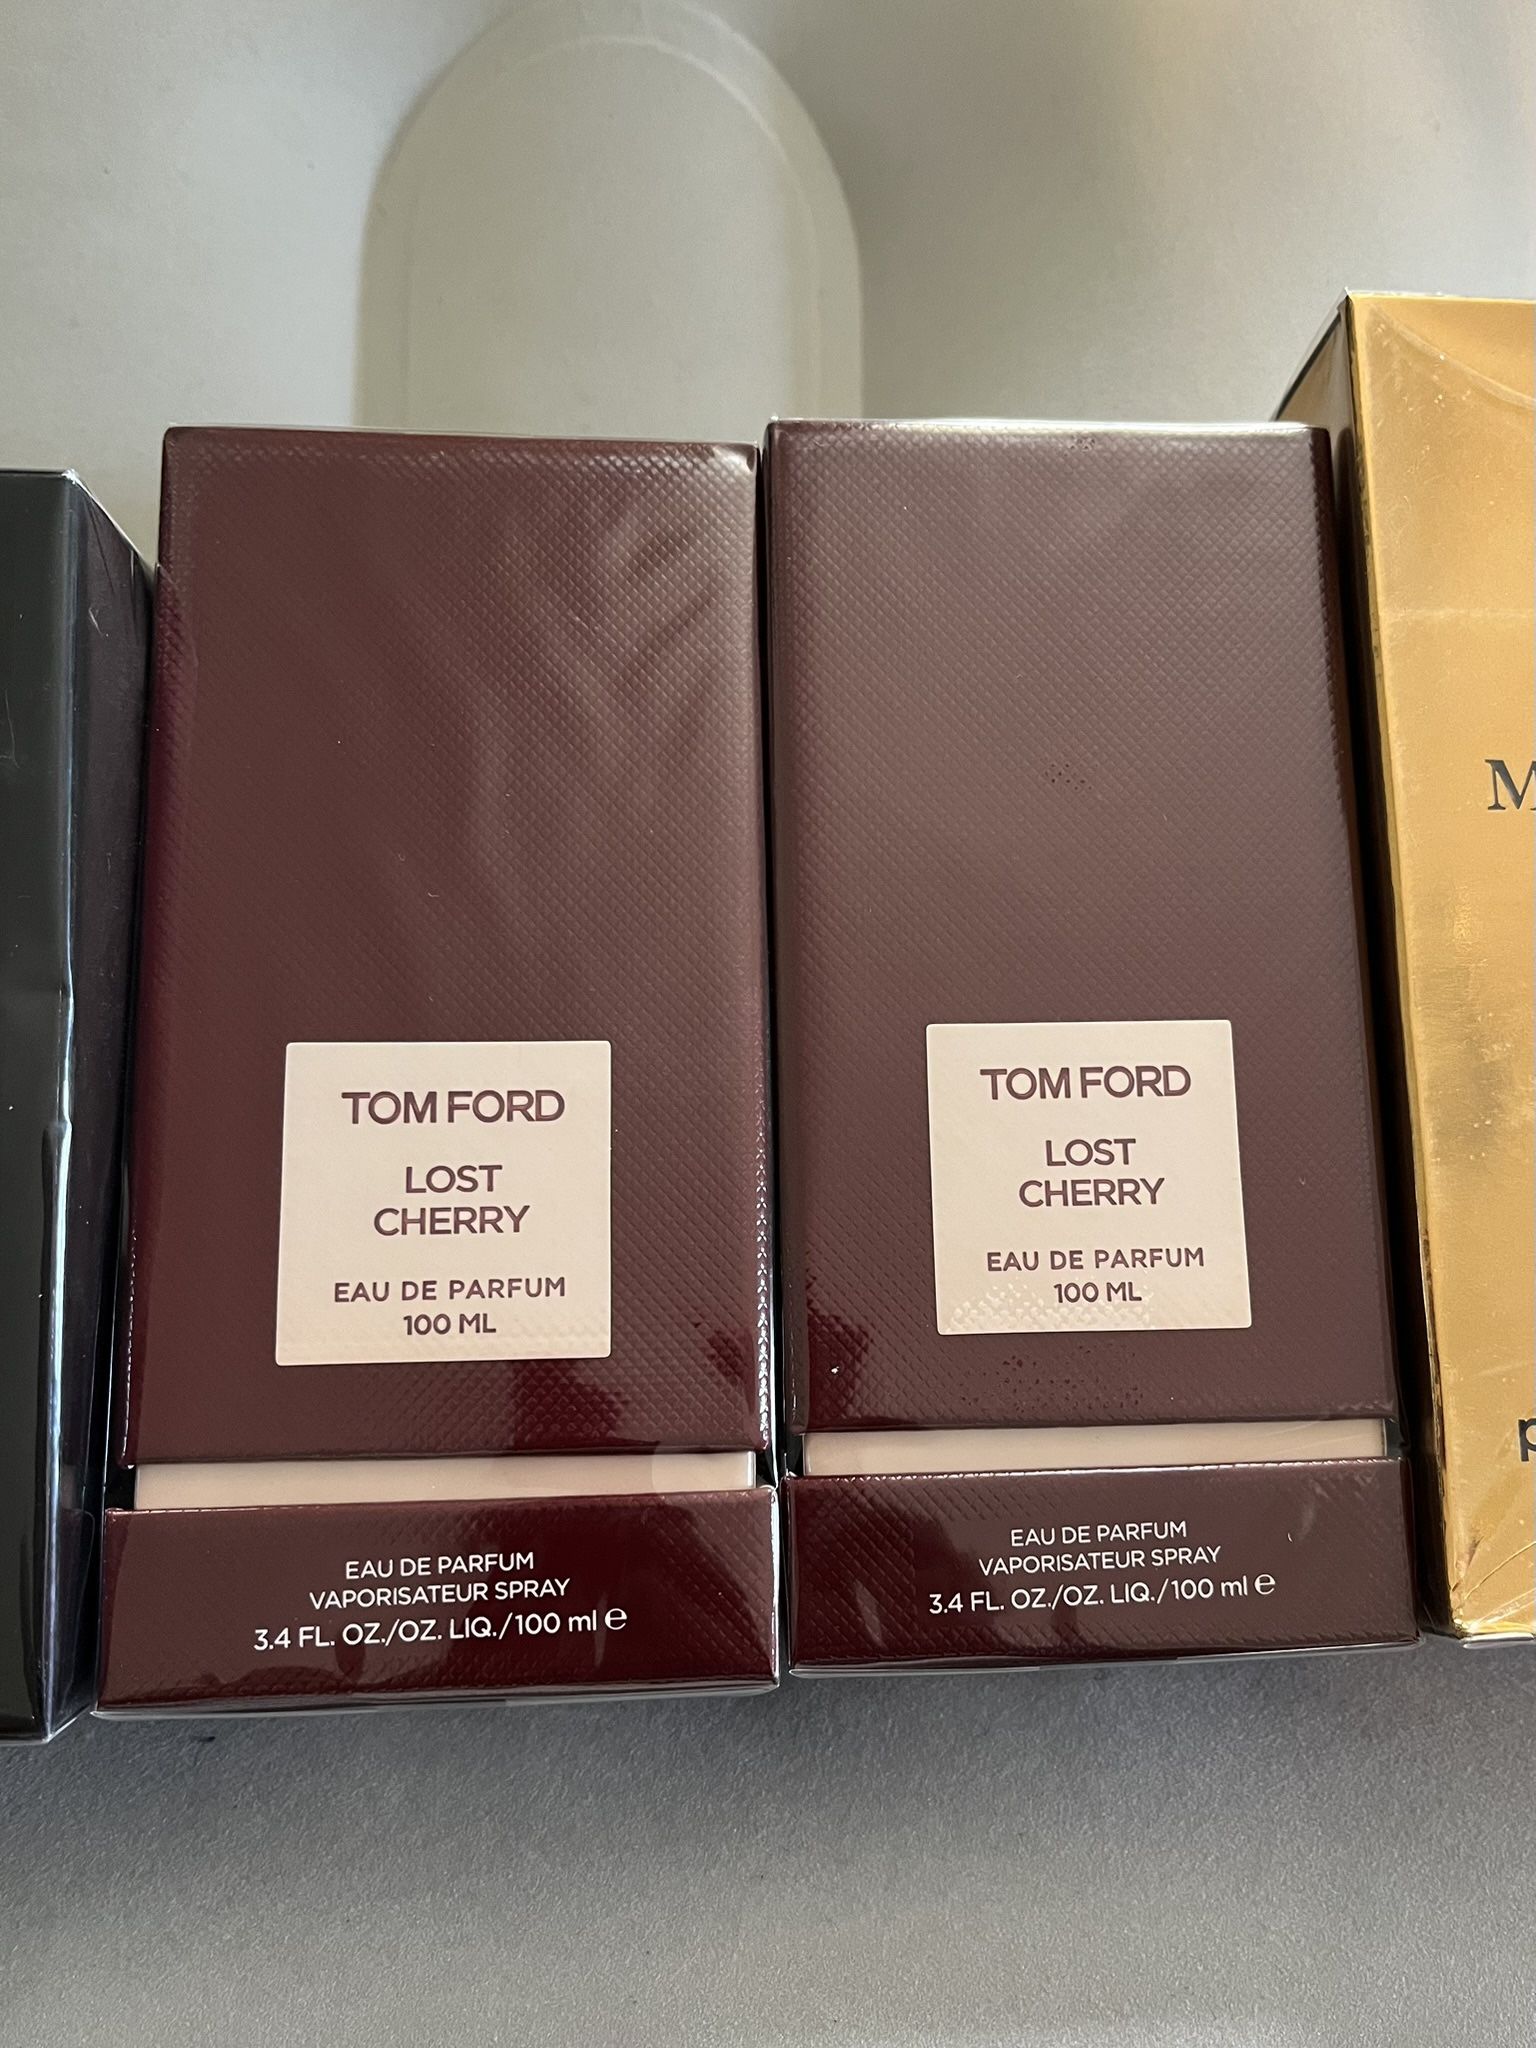 TOM FORD
LOST
CHERRY
EAU DE PARFUM
100 ML
EAU DE PARFUM
VAPORISATEUR SPRAY
3.4 FL. OZ./OZ. LIQ./100 ml ℮
TOM FORD
LOST
CHERRY
EAU DE PARFUM
100 ML
EAU DE PARFUM
VAPORISATEUR SPRAY
3.4 FL. OZ./OZ. LIQ./100 ml ℮
M
p